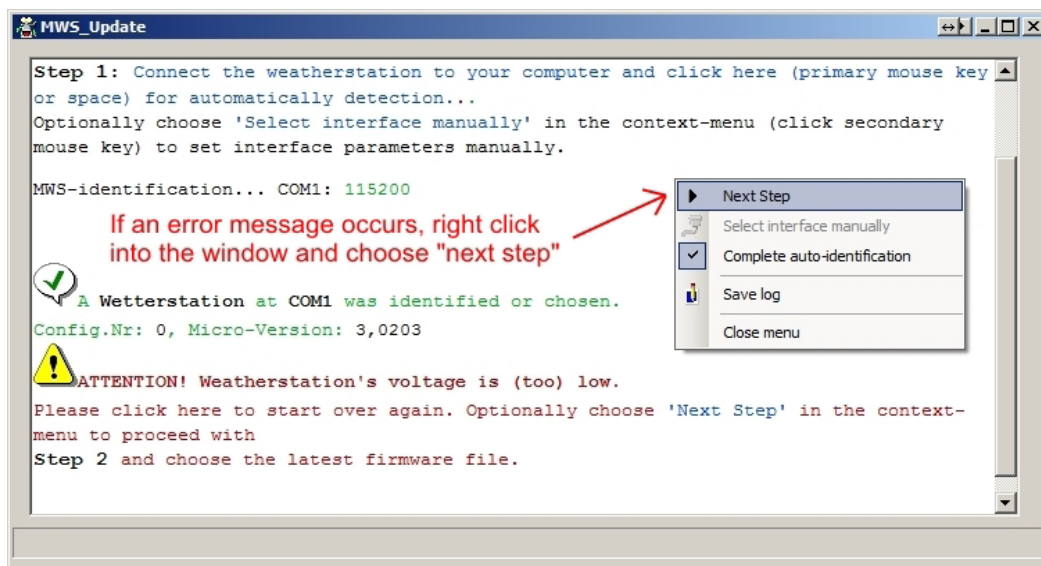 MWS_Update
Step 1: Connect the weatherstation to your computer and click here (primary mouse key
or space) for automatically detection...
Optionally choose 'Select interface manually' in the context-menu (click secondary
mouse key) to set interface parameters manually.
MWS-identification... COM1: 115200
If an error message occurs, right click
into the window and choose "next step"
Next Step
Select interface manually
Complete auto-identification
Save log
Close menu
A Wetterstation at COM1 was identified or chosen.
Config.Nr: 0, Micro-Version: 3,0203
ATTENTION! Weatherstation's voltage is (too) low.
Please click here to start over again. Optionally choose 'Next Step' in the context-
menu to proceed with
Step 2 and choose the latest firmware file.